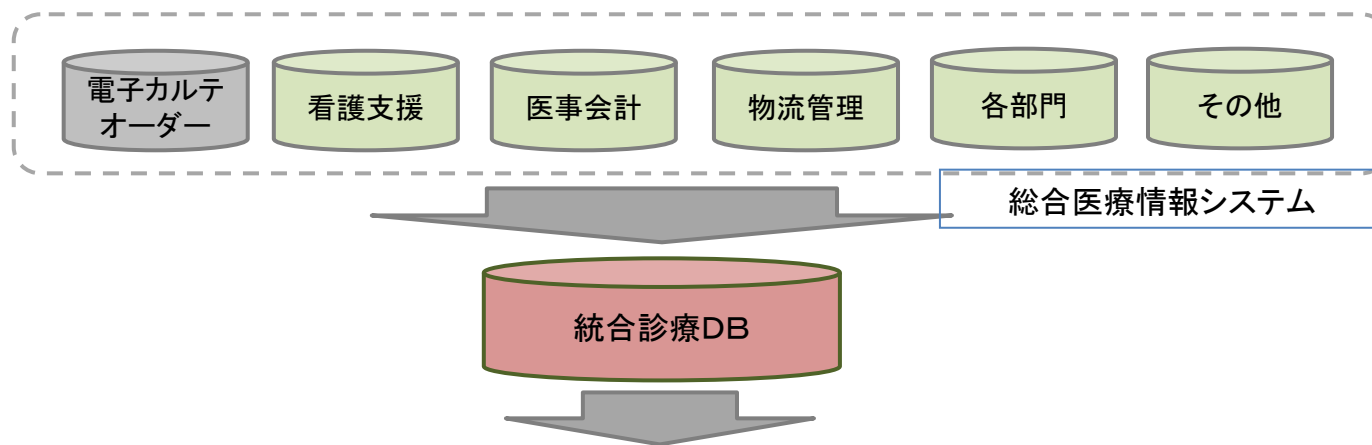 電子カルテ
オーダー
看護支援
医事会計
物流管理
各部門
その他
総合医療情報システム
統合診療DB